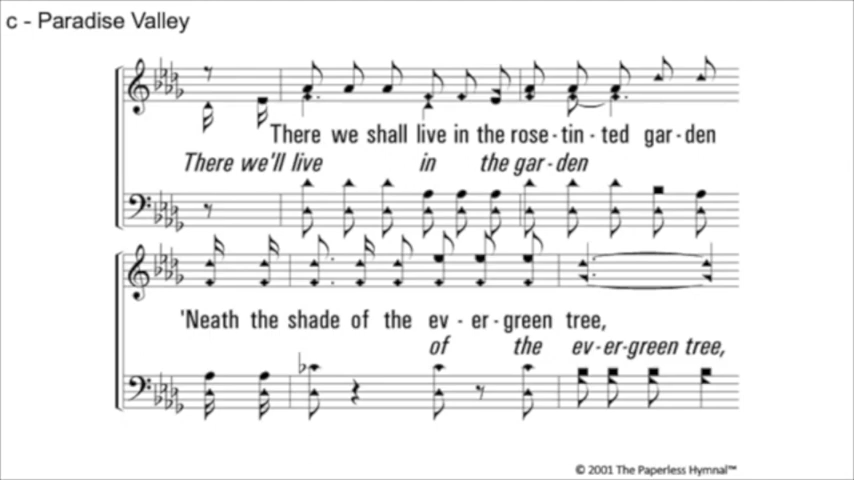 c - Paradise Valley
There we shall live in the rose - tin - ted gar - den
There we'll live in the gar - den
'Neath the shade of the ev - er - green tree,
of the ev - er - green tree,
© 2001 The Paperless Hymnal™